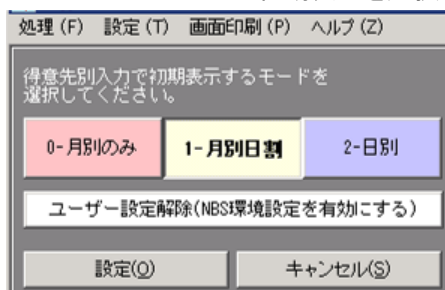 処理(F) 設定(T) 画面印刷(P) ヘルプ(Z)
得意先別入力で初期表示するモードを
選択してください。
0-月別のみ 1-月別日割 2-日別
ユーザー設定解除(NBS環境設定を有効にする)
設定(O) キャンセル(S)